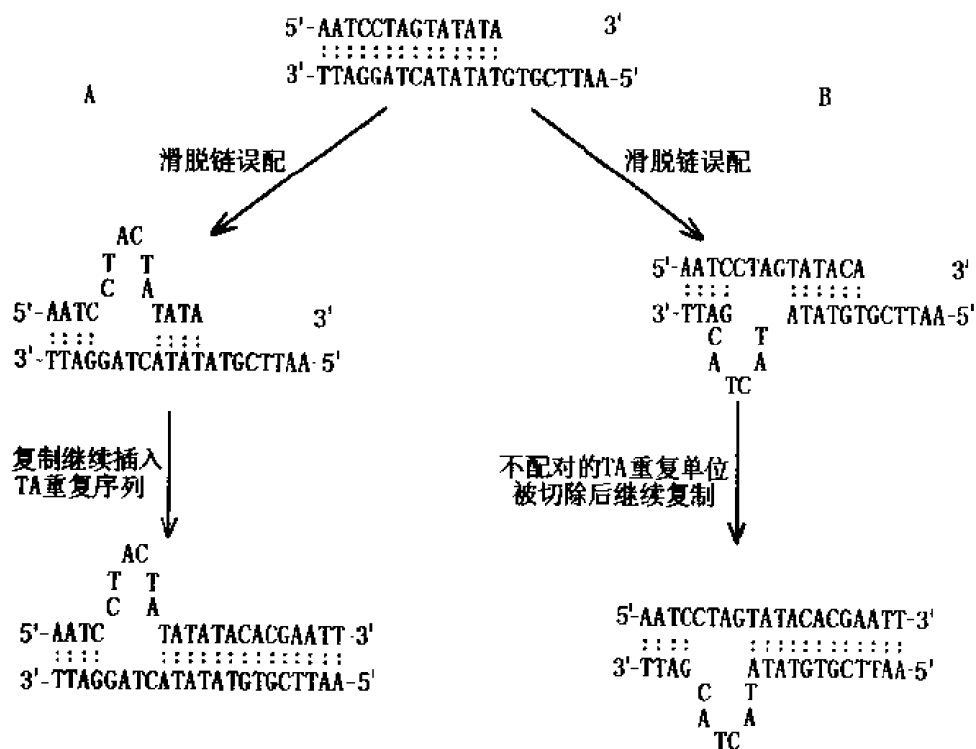 5'-AATCCTAGTATATA 3'
3'-TTAGGATCATATATGTGCTTAA-5'
A
B
滑脱链误配
滑脱链误配
AC
T T
C A
5'-AATC TATA 3'
3'-TTAGGATCATATATGCTTAA-5'
5'-AATCCTAGTATACA 3'
3'-TTAG ATATGTGCTTAA-5'
C T
A A
TC
复制继续插入
TA重复序列
不配对的TA重复单位
被切除后继续复制
AC
T T
C A
5'-AATC TATATACACGAATT-3'
3'-TTAGGATCATATATGTGCTTAA-5'
5'-AATCCTAGTATACACGAATT-3'
3'-TTAG ATATGTGCTTAA-5'
C T
A A
TC